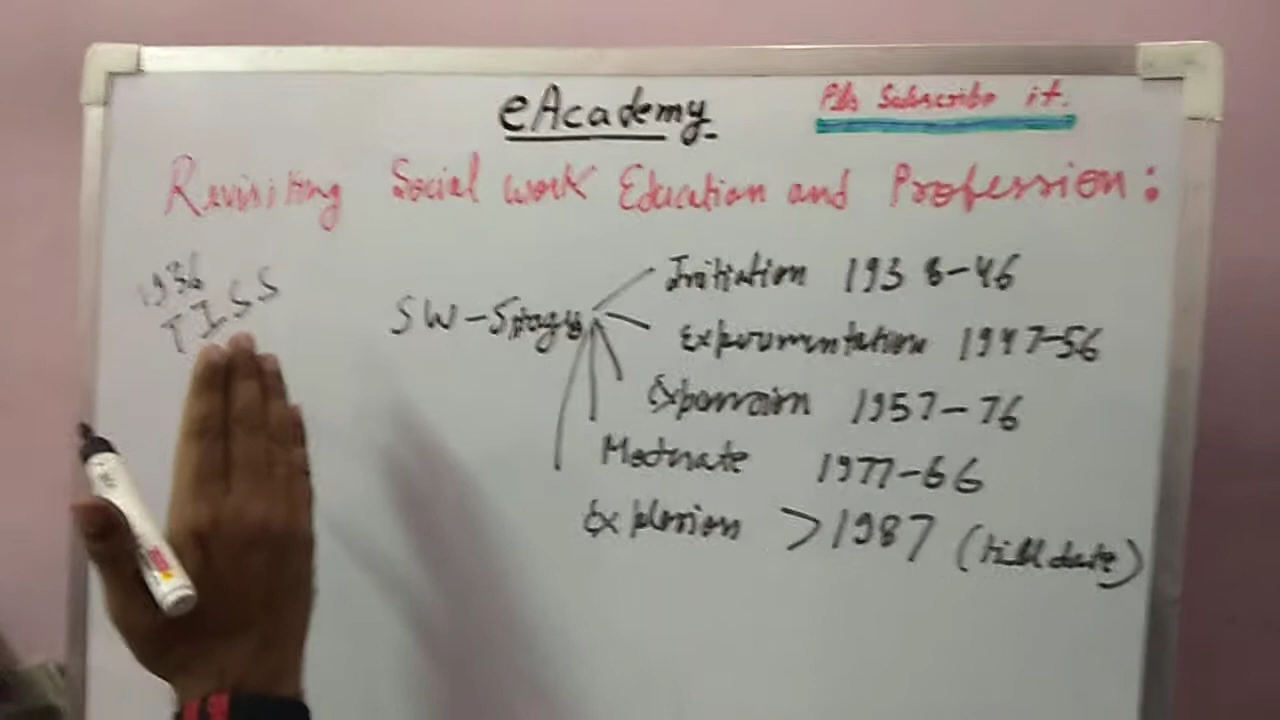 eAcademy
Pls Subscribe it.
Revisiting Social work Education and Profession:
1936
TISS
SW-Stages
Initiation 1936-46
Experimentation 1947-56
Expansion 1957-76
Moderate 1977-86
Explosion >1987 (till date)